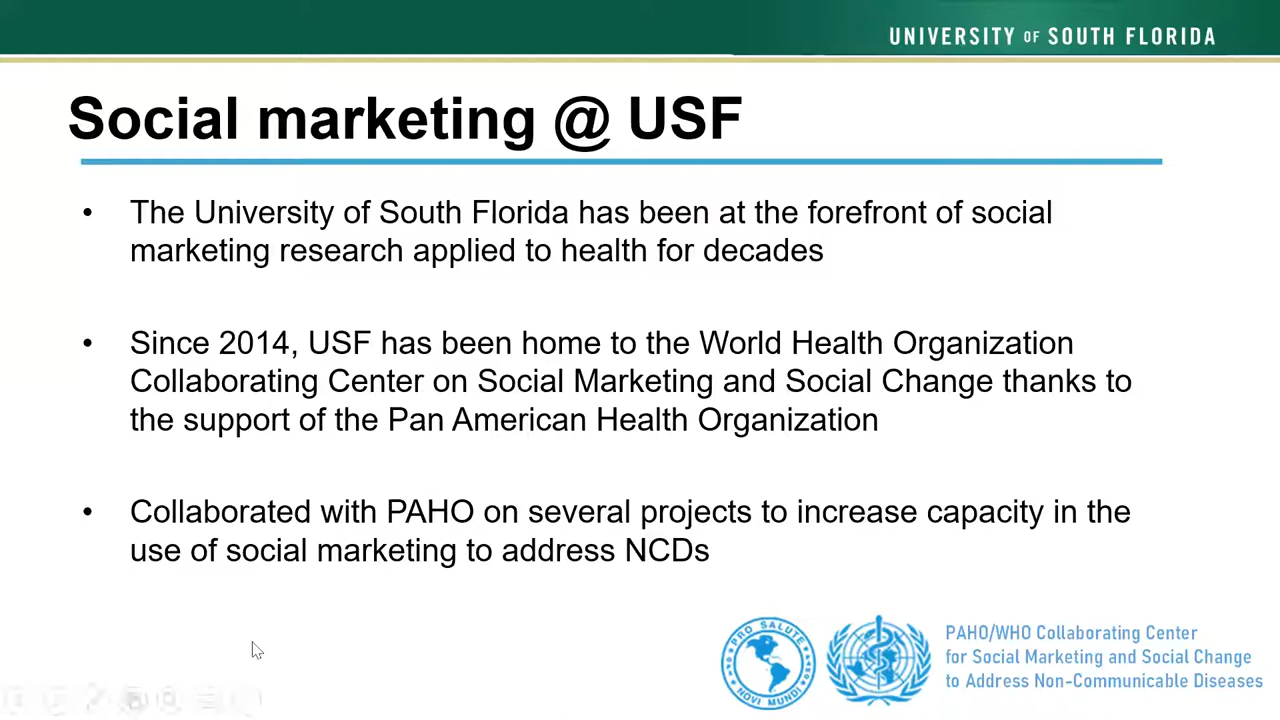 UNIVERSITY OF SOUTH FLORIDA
Social marketing @ USF
• The University of South Florida has been at the forefront of social
marketing research applied to health for decades
• Since 2014, USF has been home to the World Health Organization
Collaborating Center on Social Marketing and Social Change thanks to
the support of the Pan American Health Organization
• Collaborated with PAHO on several projects to increase capacity in the
use of social marketing to address NCDs
PRO SALUTE
NOVI MUNDI
PAHO/WHO Collaborating Center
for Social Marketing and Social Change
to Address Non-Communicable Diseases